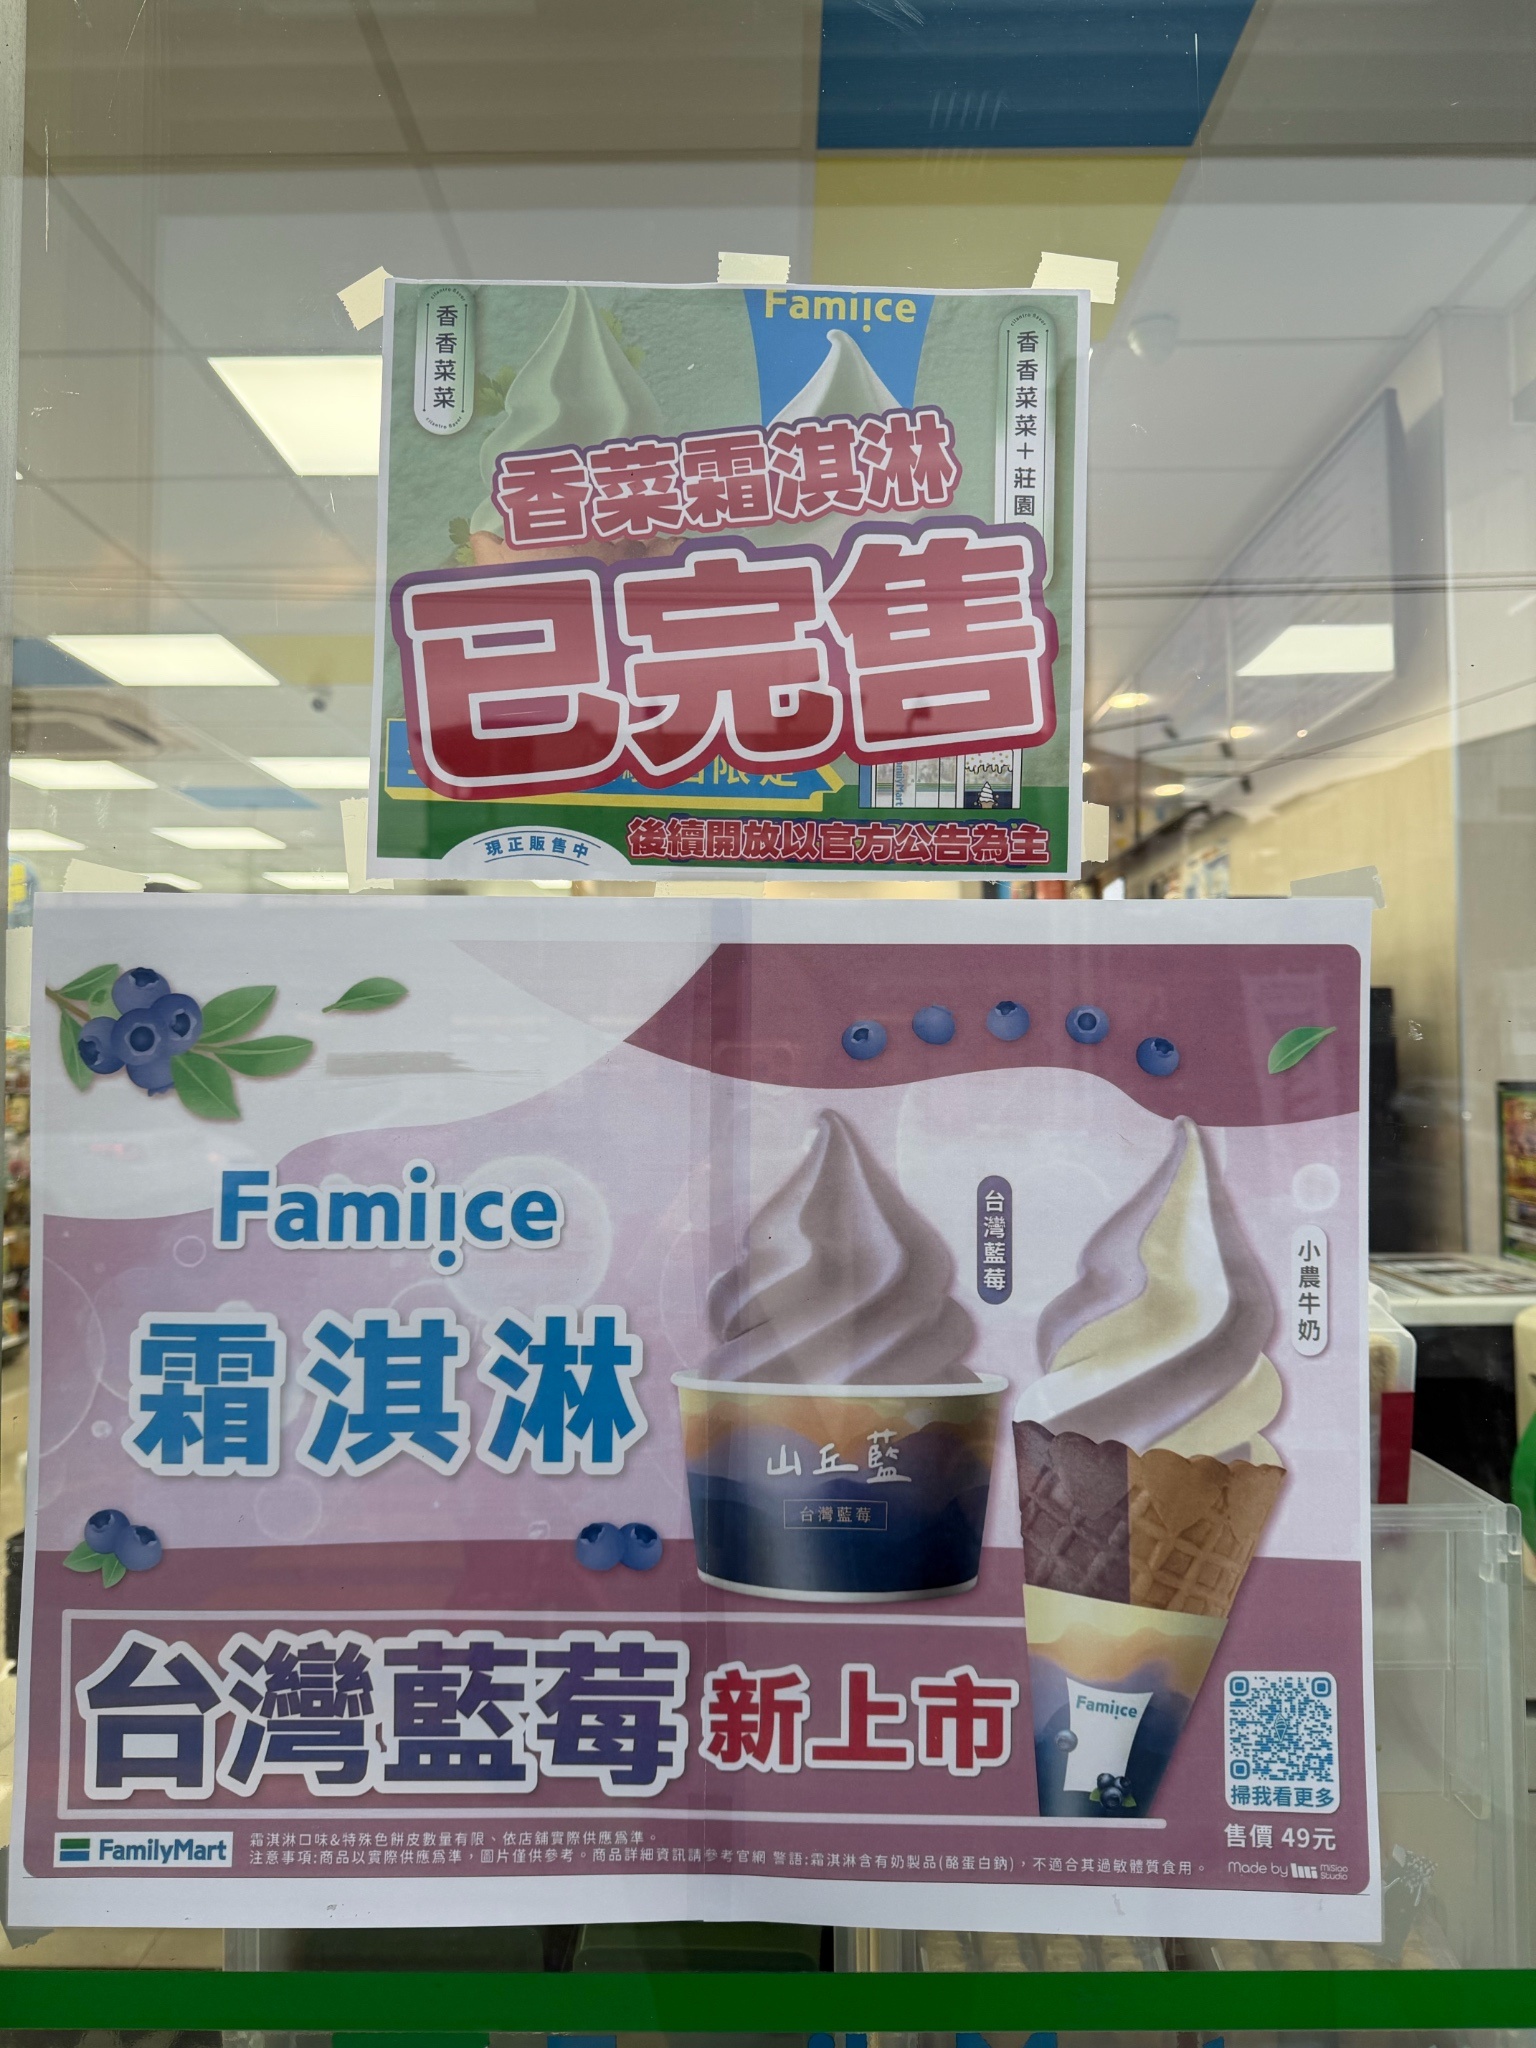 香香菜菜
Famiice
香香菜菜+莊園
香菜霜淇淋
已完售
現正販售中
後續開放以官方公告為主
Famiice
霜淇淋
台灣藍莓
小農牛奶
山丘藍
台灣藍莓
Famiice
台灣藍莓 新上市
掃我看更多
售價 49元
Made by MiSioo Studio
FamilyMart
霜淇淋口味&特殊色餅皮數量有限、依店舖實際供應為準。
注意事項:商品以實際供應為準,圖片僅供參考。商品詳細資訊請參考官網 警語:霜淇淋含有奶製品(酪蛋白鈉),不適合其過敏體質食用。